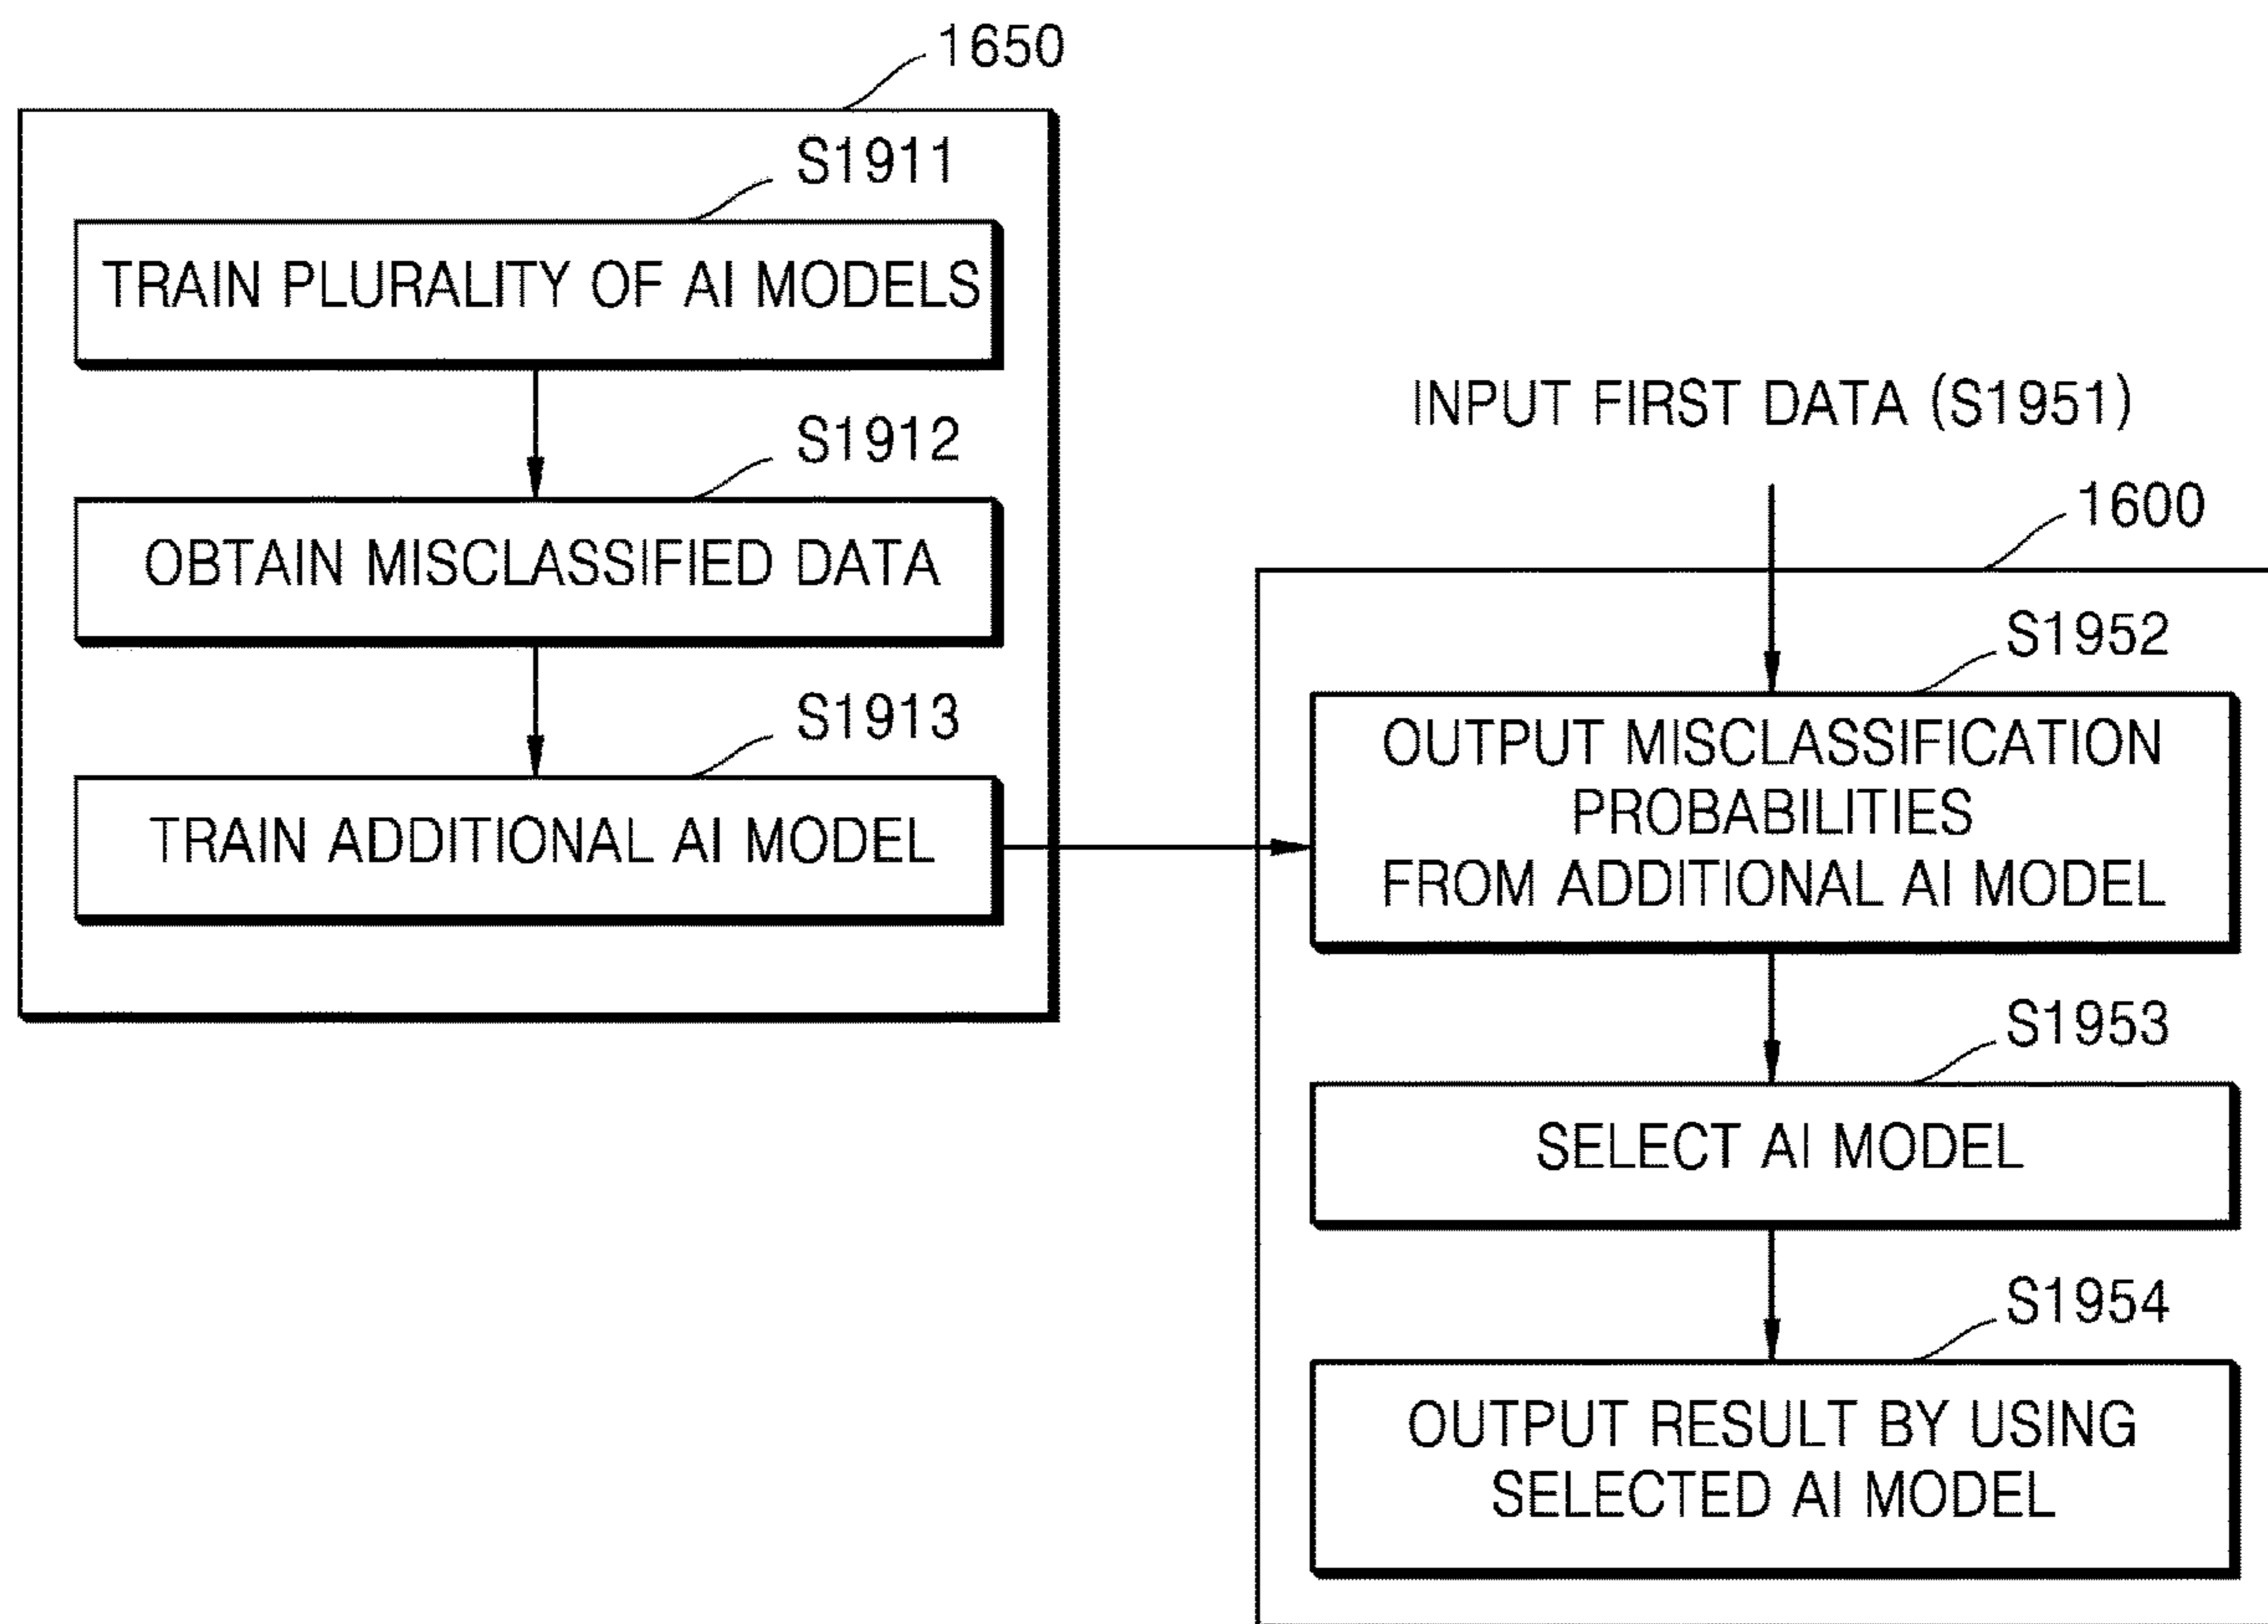 1650
S1911
TRAIN PLURALITY OF AI MODELS
S1912
OBTAIN MISCLASSIFIED DATA
S1913
TRAIN ADDITIONAL AI MODEL
INPUT FIRST DATA (S1951)
1600
S1952
OUTPUT MISCLASSIFICATION
PROBABILITIES
FROM ADDITIONAL AI MODEL
S1953
SELECT AI MODEL
S1954
OUTPUT RESULT BY USING
SELECTED AI MODEL